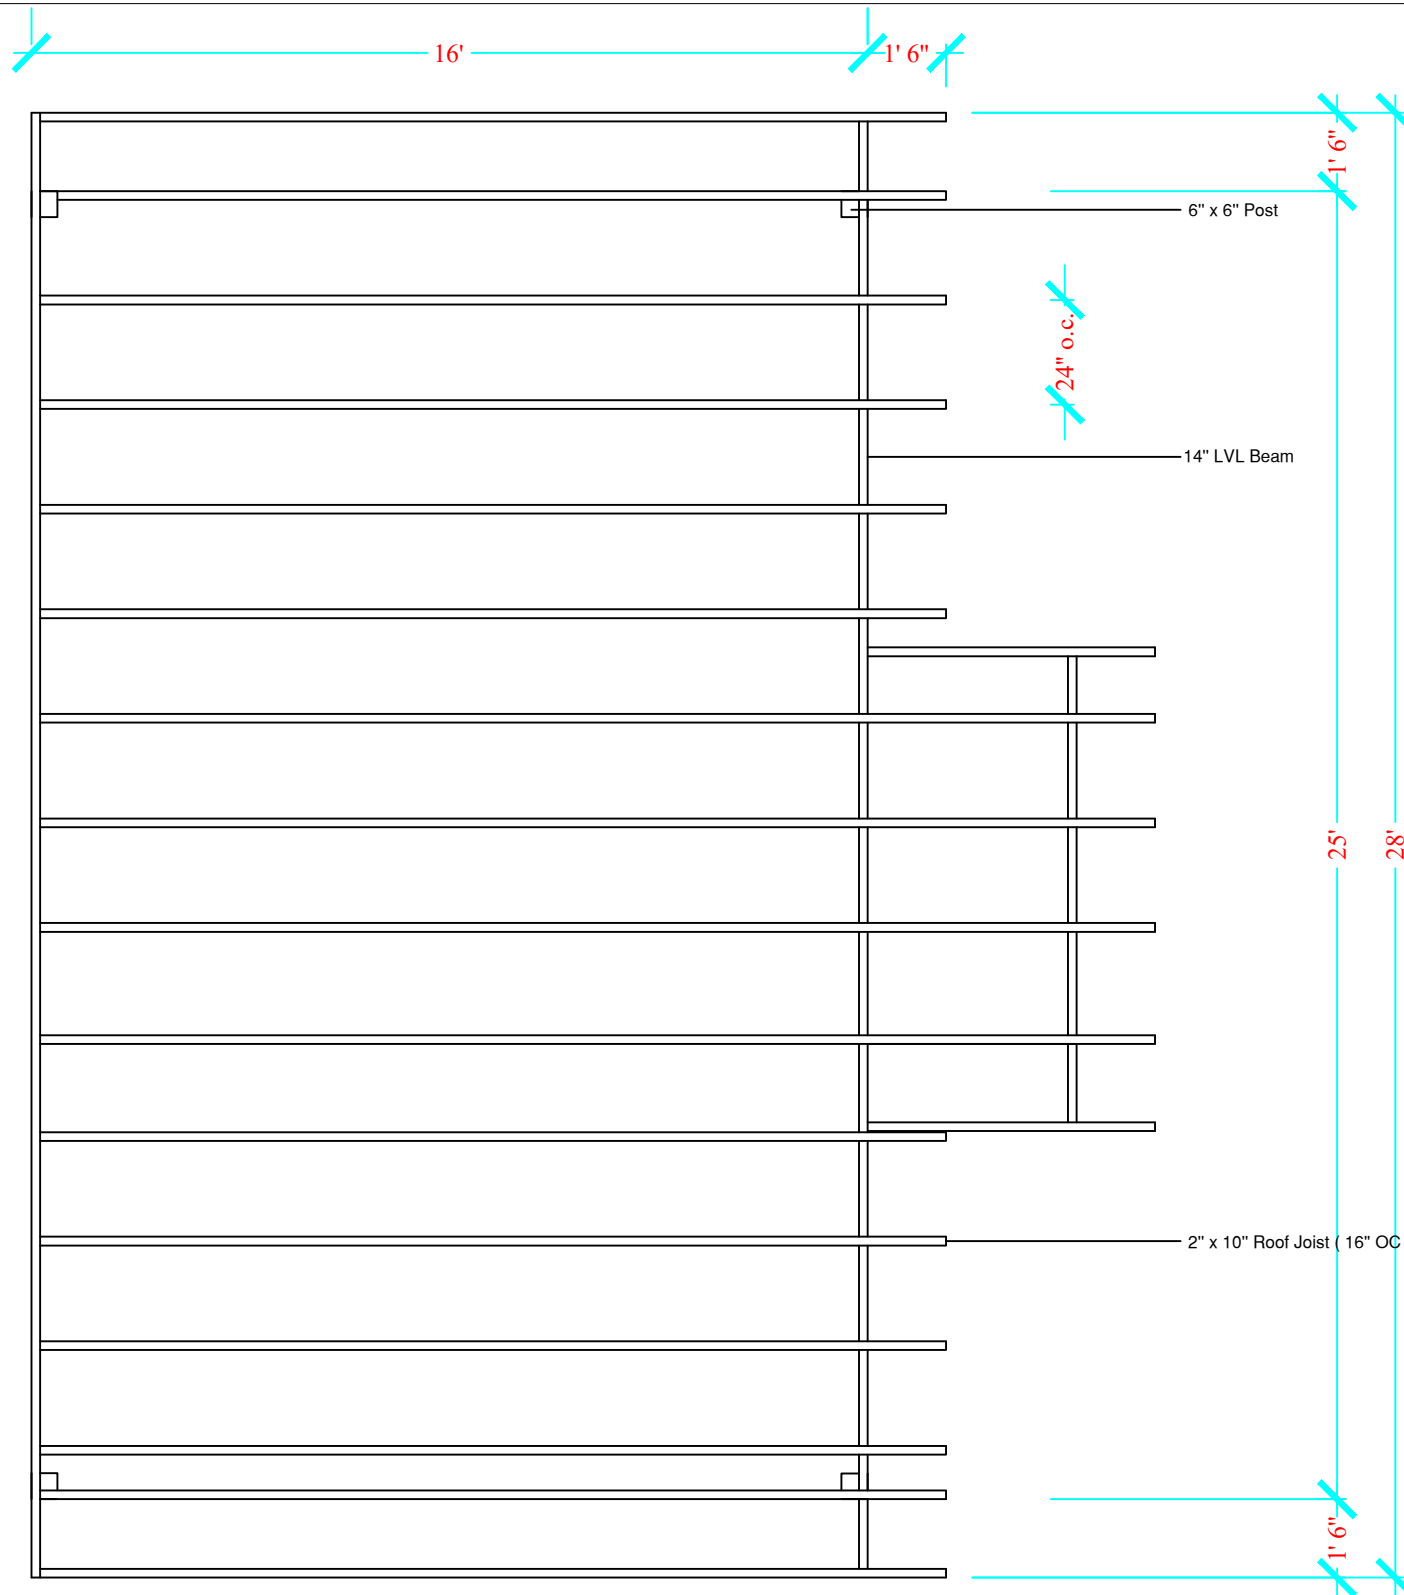 16'
1' 6"
1' 6"
6" x 6" Post
24" o.c.
14" LVL Beam
25'
28'
2" x 10" Roof Joist ( 16" OC
1' 6"